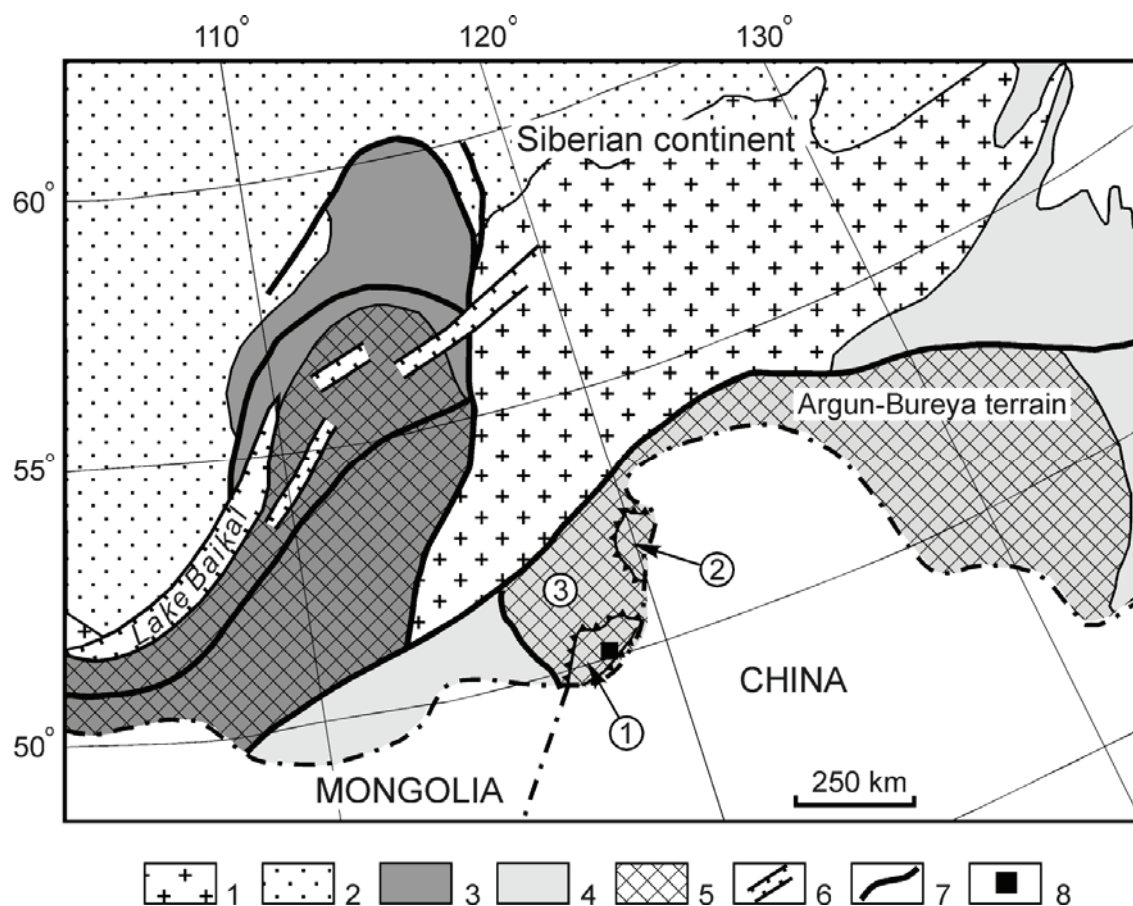 110° 120° 130°
Siberian continent
60°
Argun-Bureya terrain
55°
Lake Baikal
②
③
CHINA
①
50°
250 km
MONGOLIA
1 2 3 4 5 6 7 8